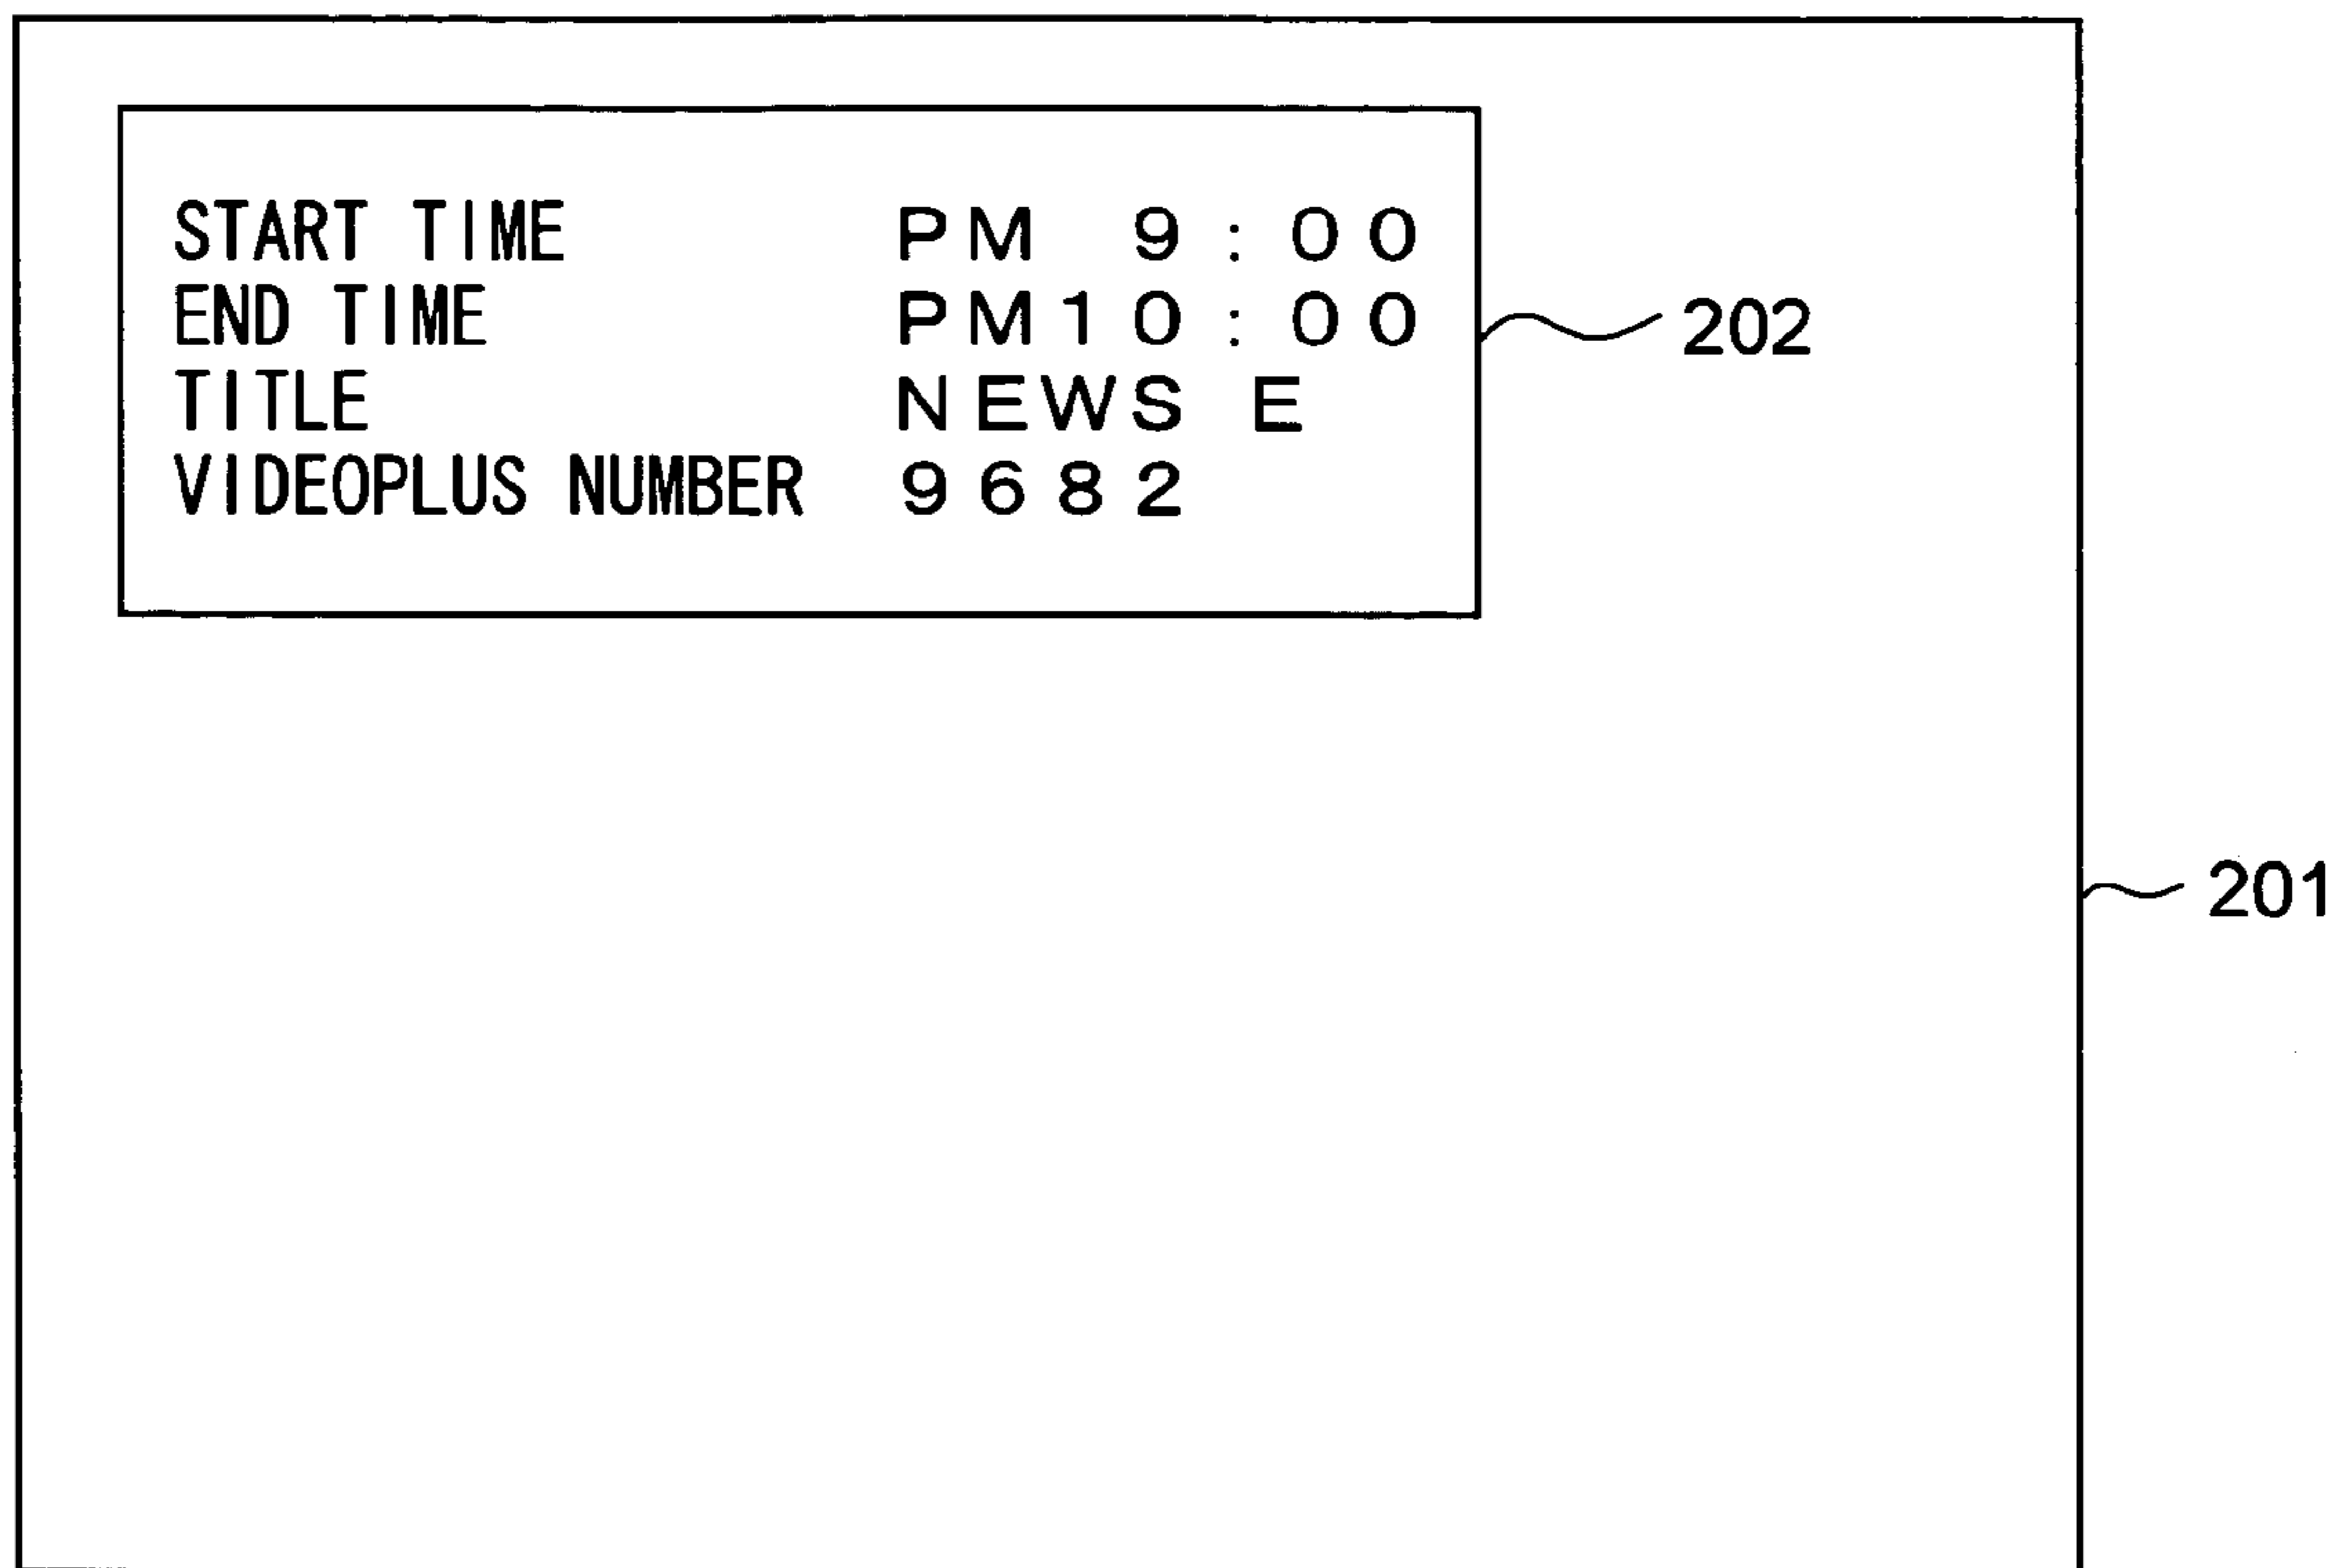 START TIME PM 9:00
END TIME PM10:00
TITLE NEWS E
VIDEOPLUS NUMBER 9682
202
201